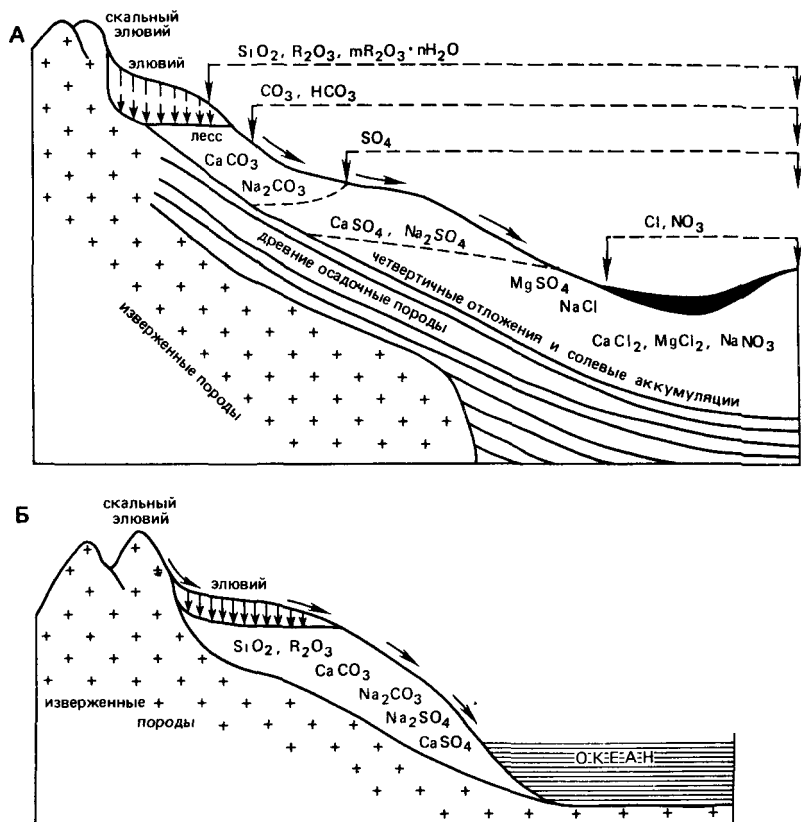 А
скальный
элювий
элювий
SiO₂, R₂O₃, mR₂O₃·nH₂O
CO₃, HCO₃
SO₄
Cl, NO₃
лесс
CaCO₃
Na₂CO₃
CaSO₄, Na₂SO₄
MgSO₄
NaCl
CaCl₂, MgCl₂, NaNO₃
четвертичные отложения и солевые аккумуляции
древние осадочные породы
изверженные породы
Б
скальный
элювий
элювий
SiO₂, R₂O₃
CaCO₃
Na₂CO₃
Na₂SO₄
CaSO₄
изверженные
породы
ОКЕАН